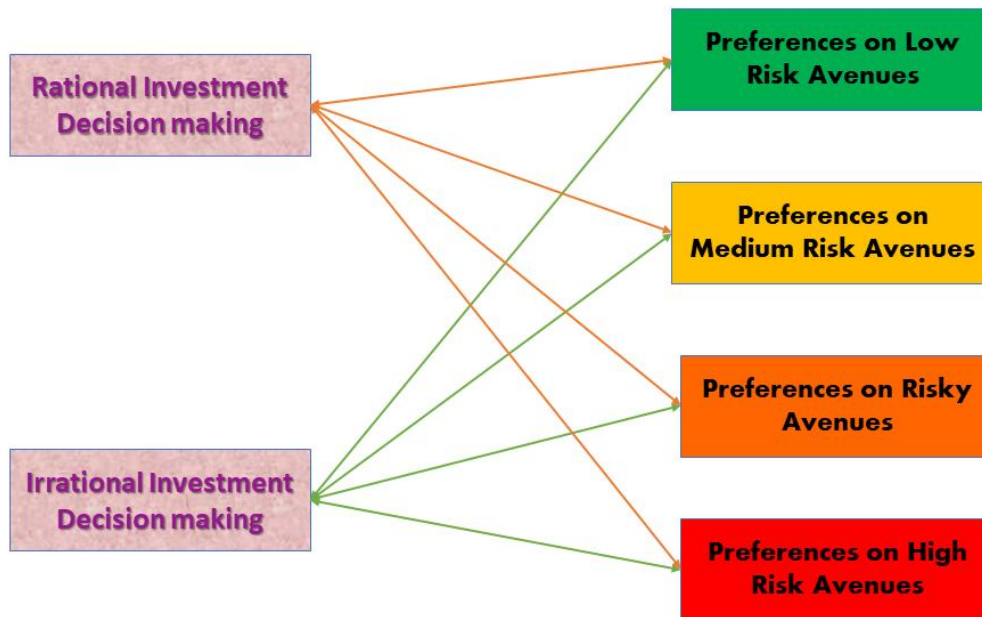 Rational Investment
Decision making
Irrational Investment
Decision making
Preferences on Low
Risk Avenues
Preferences on
Medium Risk Avenues
Preferences on Risky
Avenues
Preferences on High
Risk Avenues